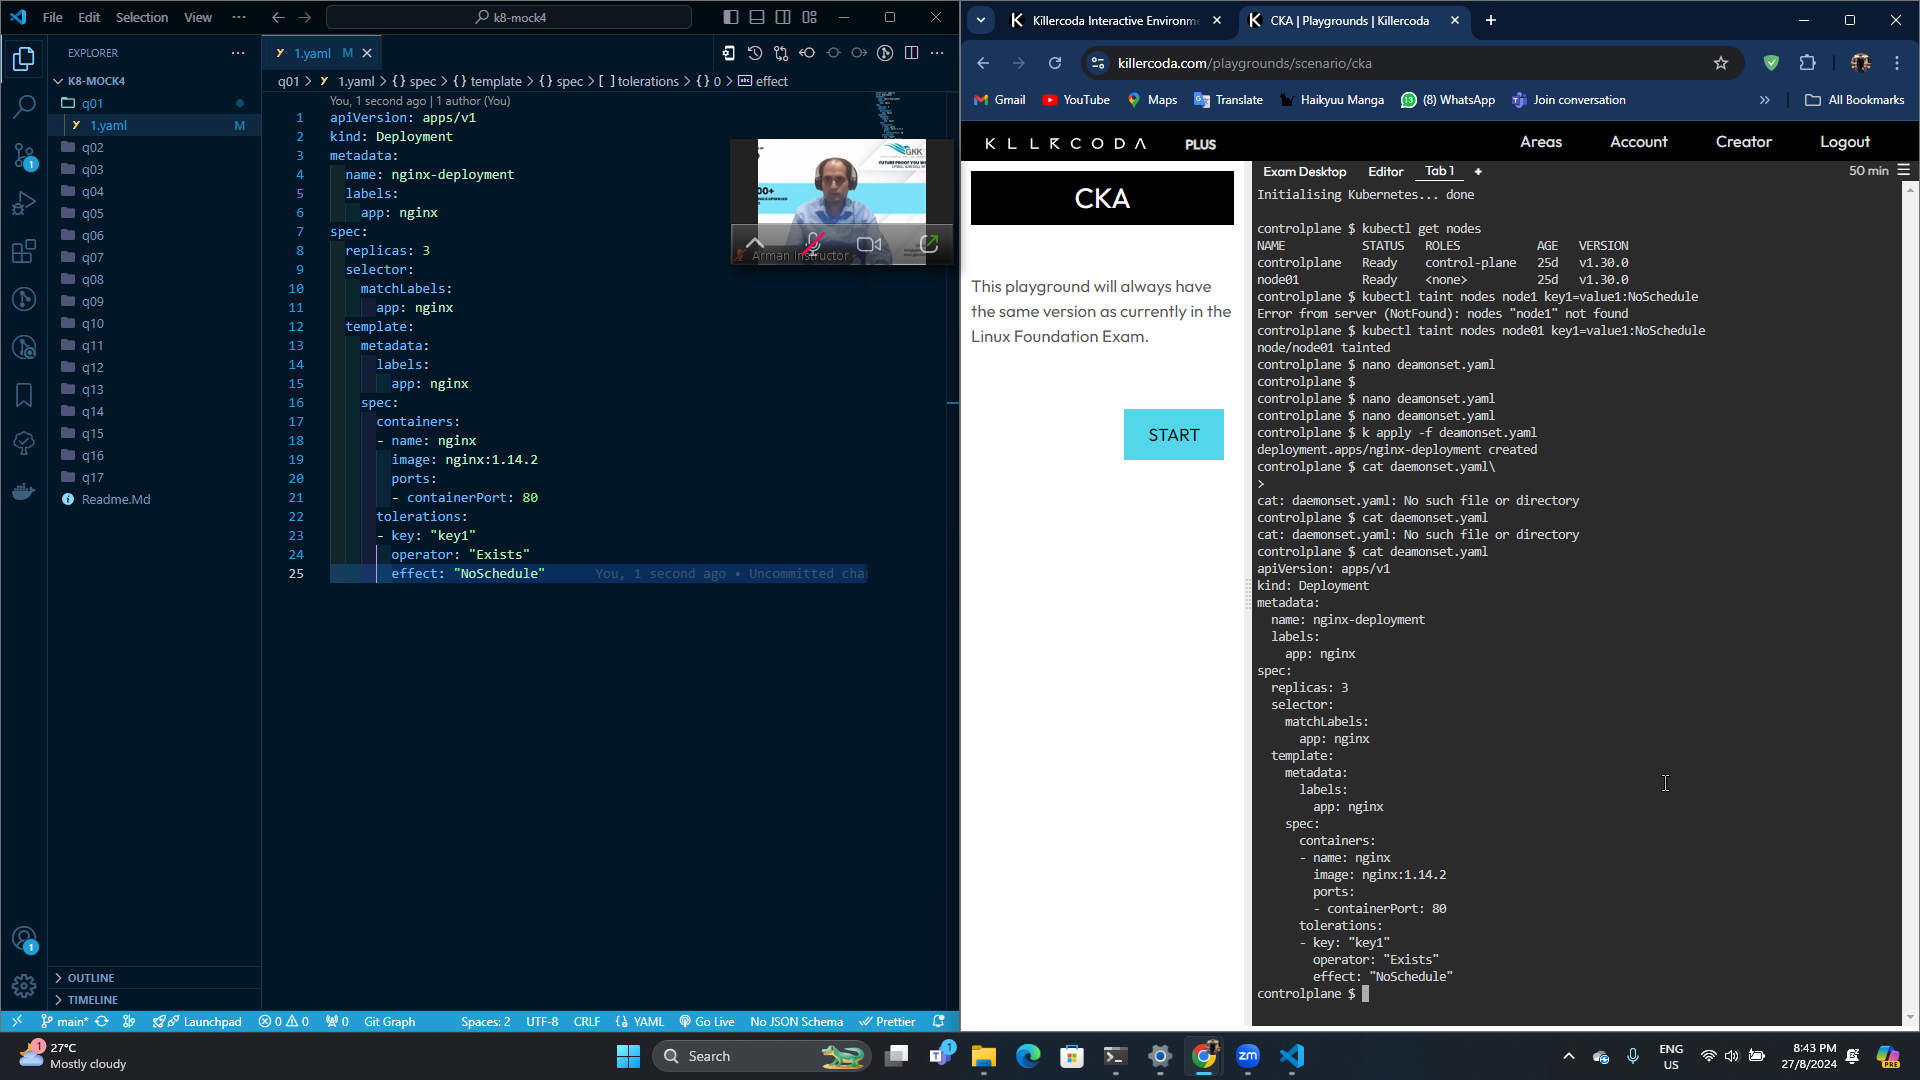 File Edit Selection View ··· k8-mock4
EXPLORER
K8-MOCK4
q01
1.yaml M
q02
q03
q04
q05
q06
q07
q08
q09
q10
q11
q12
q13
q14
q15
q16
q17
Readme.Md
OUTLINE
TIMELINE
1
1
1.yaml M
q01 > 1.yaml > {} spec > {} template > {} spec > [ ] tolerations > {} 0 > effect
You, 1 second ago | 1 author (You)
1 apiVersion: apps/v1
2 kind: Deployment
3 metadata:
4 name: nginx-deployment
5 labels:
6 app: nginx
7 spec:
8 replicas: 3
9 selector:
10 matchLabels:
11 app: nginx
12 template:
13 metadata:
14 labels:
15 app: nginx
16 spec:
17 containers:
18 - name: nginx
19 image: nginx:1.14.2
20 ports:
21 - containerPort: 80
22 tolerations:
23 - key: "key1"
24 operator: "Exists"
25 effect: "NoSchedule" You, 1 second ago • Uncommitted cha
GKK
00+
Arman Instructor
main* Launchpad 0 0 0 Git Graph Spaces: 2 UTF-8 CRLF {} YAML Go Live No JSON Schema Prettier
Killercoda Interactive Environm
CKA | Playgrounds | Killercoda
killercoda.com/playgrounds/scenario/cka
Gmail YouTube Maps Translate Haikyuu Manga (8) WhatsApp Join conversation All Bookmarks
KILLERCODA PLUS
Areas Account Creator Logout
CKA
This playground will always have
the same version as currently in the
Linux Foundation Exam.
START
Exam Desktop Editor Tab 1 + 50 min
Initialising Kubernetes... done
controlplane $ kubectl get nodes
NAME STATUS ROLES AGE VERSION
controlplane Ready control-plane 25d v1.30.0
node01 Ready <none> 25d v1.30.0
controlplane $ kubectl taint nodes node1 key1=value1:NoSchedule
Error from server (NotFound): nodes "node1" not found
controlplane $ kubectl taint nodes node01 key1=value1:NoSchedule
node/node01 tainted
controlplane $ nano deamonset.yaml
controlplane $
controlplane $ nano deamonset.yaml
controlplane $ nano deamonset.yaml
controlplane $ k apply -f deamonset.yaml
deployment.apps/nginx-deployment created
controlplane $ cat daemonset.yaml\
>
cat: daemonset.yaml: No such file or directory
controlplane $ cat daemonset.yaml
cat: daemonset.yaml: No such file or directory
controlplane $ cat deamonset.yaml
apiVersion: apps/v1
kind: Deployment
metadata:
name: nginx-deployment
labels:
app: nginx
spec:
replicas: 3
selector:
matchLabels:
app: nginx
template:
metadata:
labels:
app: nginx
spec:
containers:
- name: nginx
image: nginx:1.14.2
ports:
- containerPort: 80
tolerations:
- key: "key1"
operator: "Exists"
effect: "NoSchedule"
controlplane $
1 27°C
Mostly cloudy
Search
1
zm
ENG
US
8:43 PM
27/8/2024
PRE